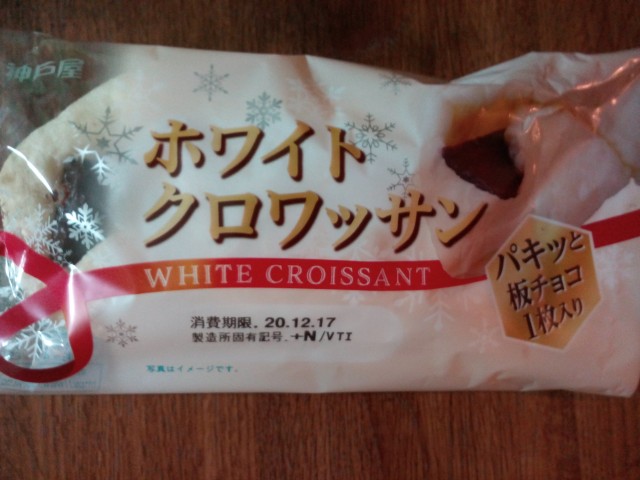 神戸屋
ホワイト
クロワッサン
WHITE CROISSANT
パキッと
板チョコ
1枚入り
消費期限. 20.12.17
製造所固有記号. +N/VTI
写真はイメージです。